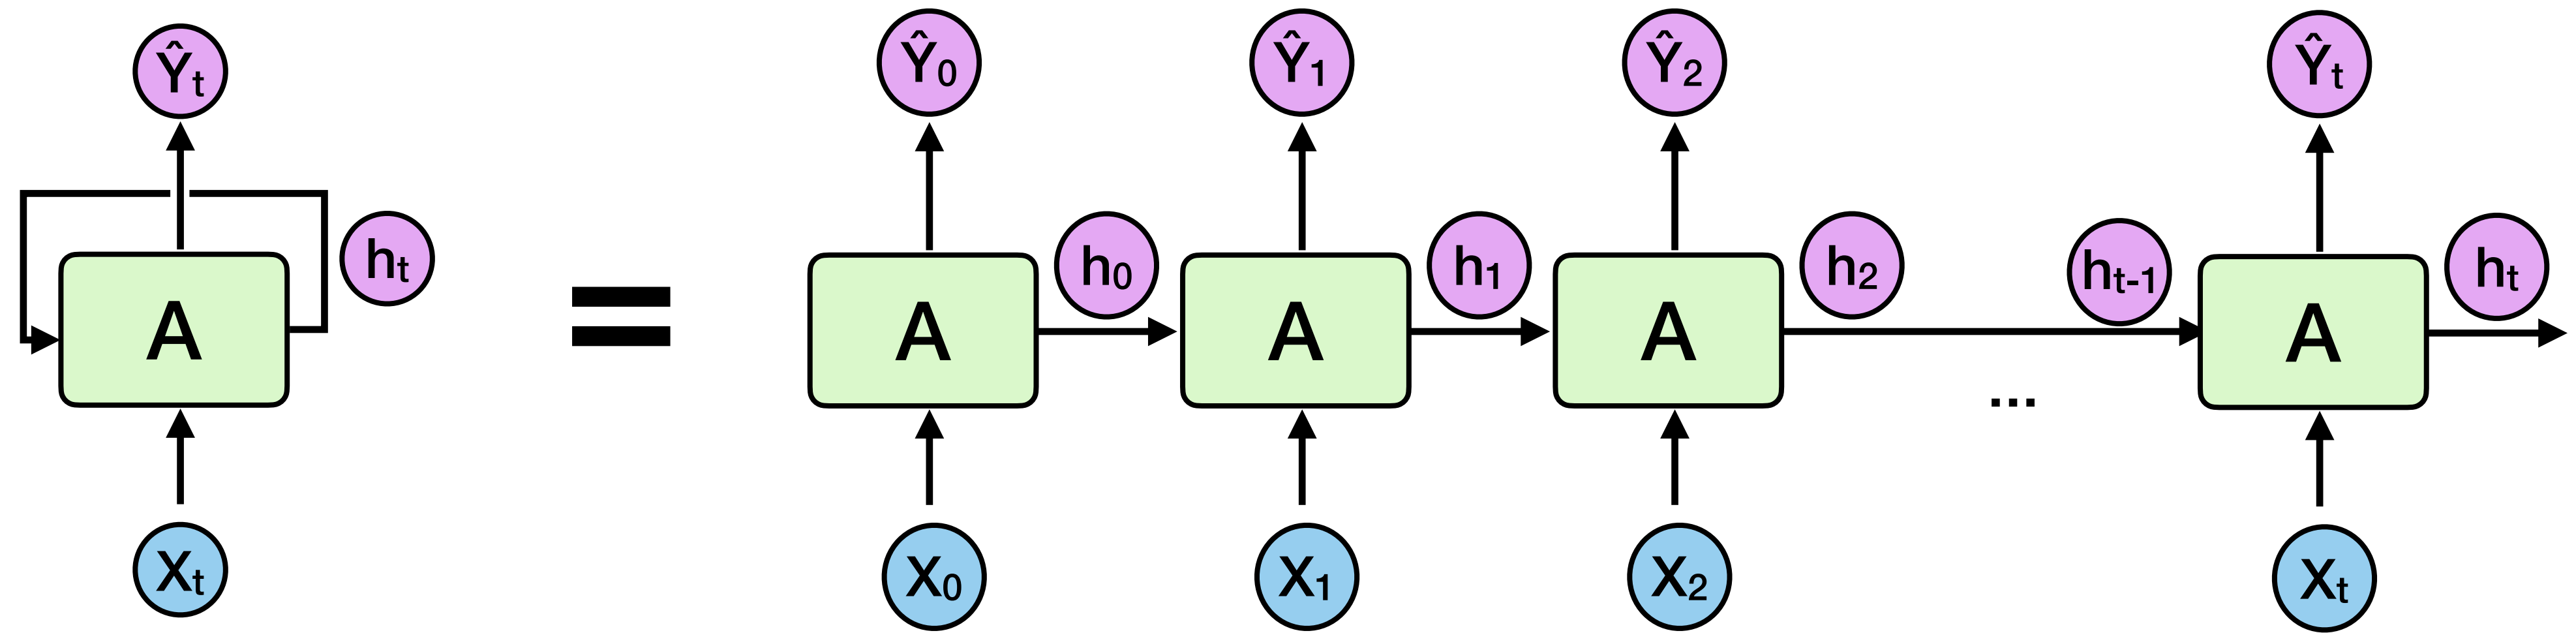 Ŷt
ht
A
Xt
=
Ŷ0 Ŷ1 Ŷ2 Ŷt
h0 h1 h2 ht-1 ht
A A A ... A
X0 X1 X2 Xt